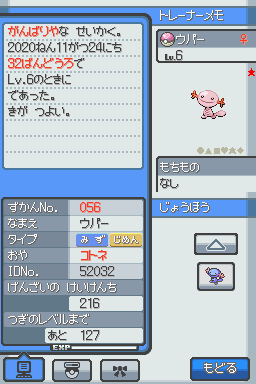 がんばりやな せいかく。
2020ねん11がつ24にち
32ばんどうろで
Lv.6のときに
であった。
きが つよい。
トレーナーメモ
ウパー ♀
Lv.6
もちもの
なし
じょうほう
ずかんNo. 056
なまえ ウパー
タイプ みず じめん
おや コトネ
IDNo. 52032
げんざいの けいけんち
216
つぎのレベルまで
あと 127
EXP
もどる